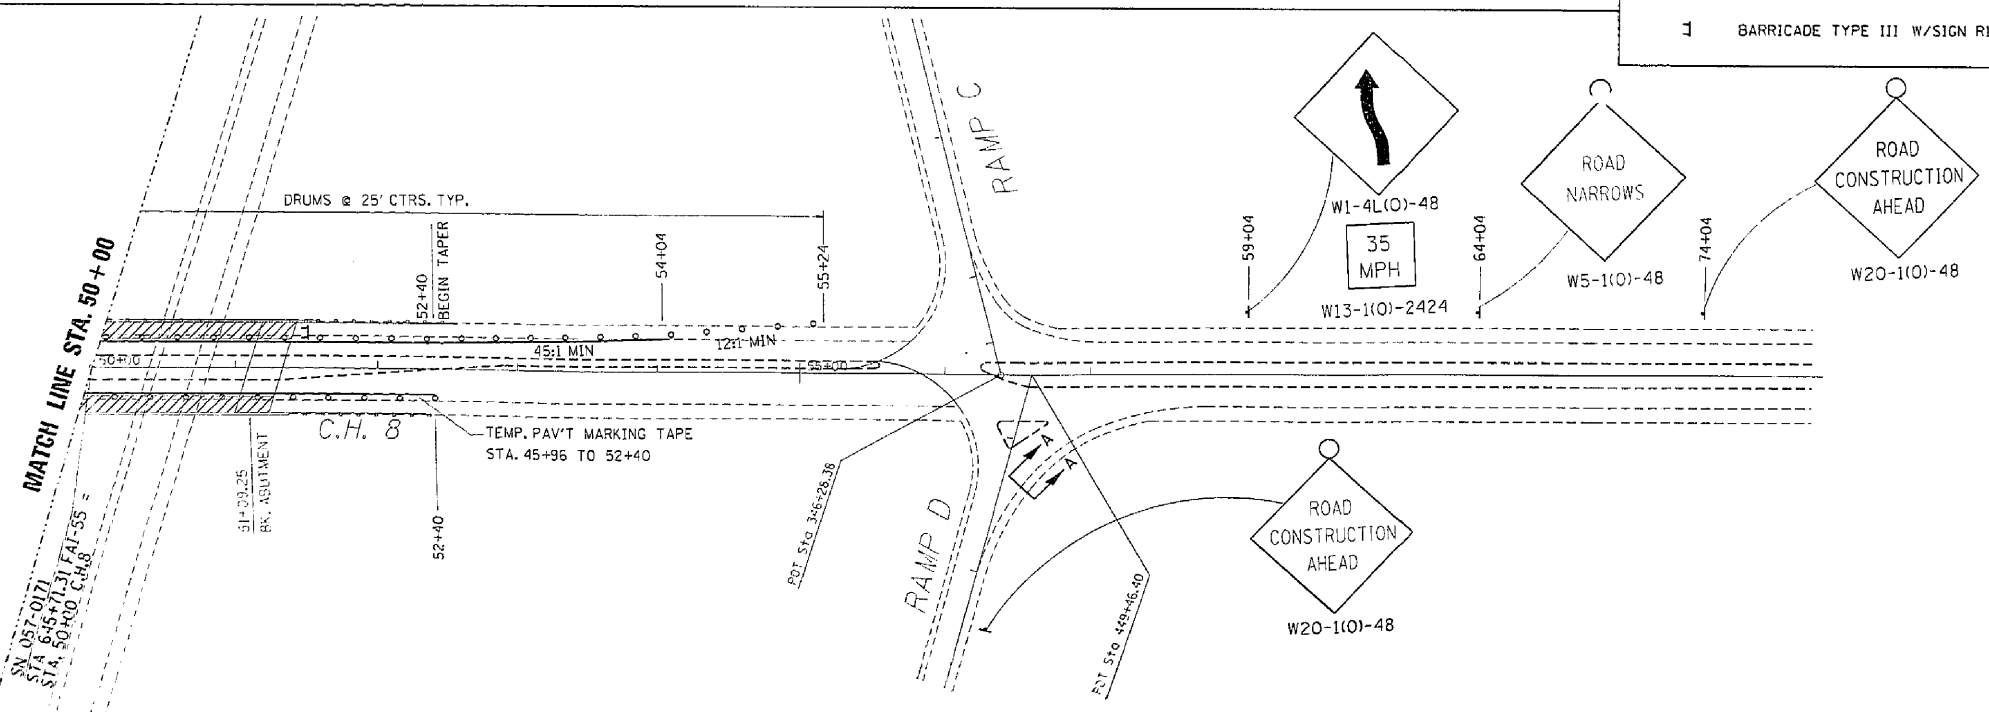 BARRICADE TYPE III W/SIGN
RAMP C
ROAD
CONSTRUCTION
AHEAD
W20-1(O)-48
ROAD
NARROWS
W5-1(O)-48
W1-4L(O)-48
35
MPH
W13-1(O)-2424
59+04
64+04
74+04
DRUMS @ 25' CTRS. TYP.
52+40
BEGIN TAPER
54+04
55+24
MATCH LINE STA. 50+00
45:1 MIN
12:1 MIN
50+00
55+00
C.H. 8
TEMP. PAV'T MARKING TAPE
STA. 45+96 TO 52+40
BK. ABUTMENT
52+40
POT Sta 346+28.38
A
A
RAMP D
POT Sta 449+46.40
ROAD
CONSTRUCTION
AHEAD
W20-1(O)-48
SN 057-0171
STA 645+71.31 FAI-55 =
STA. 50+00 C.H.8